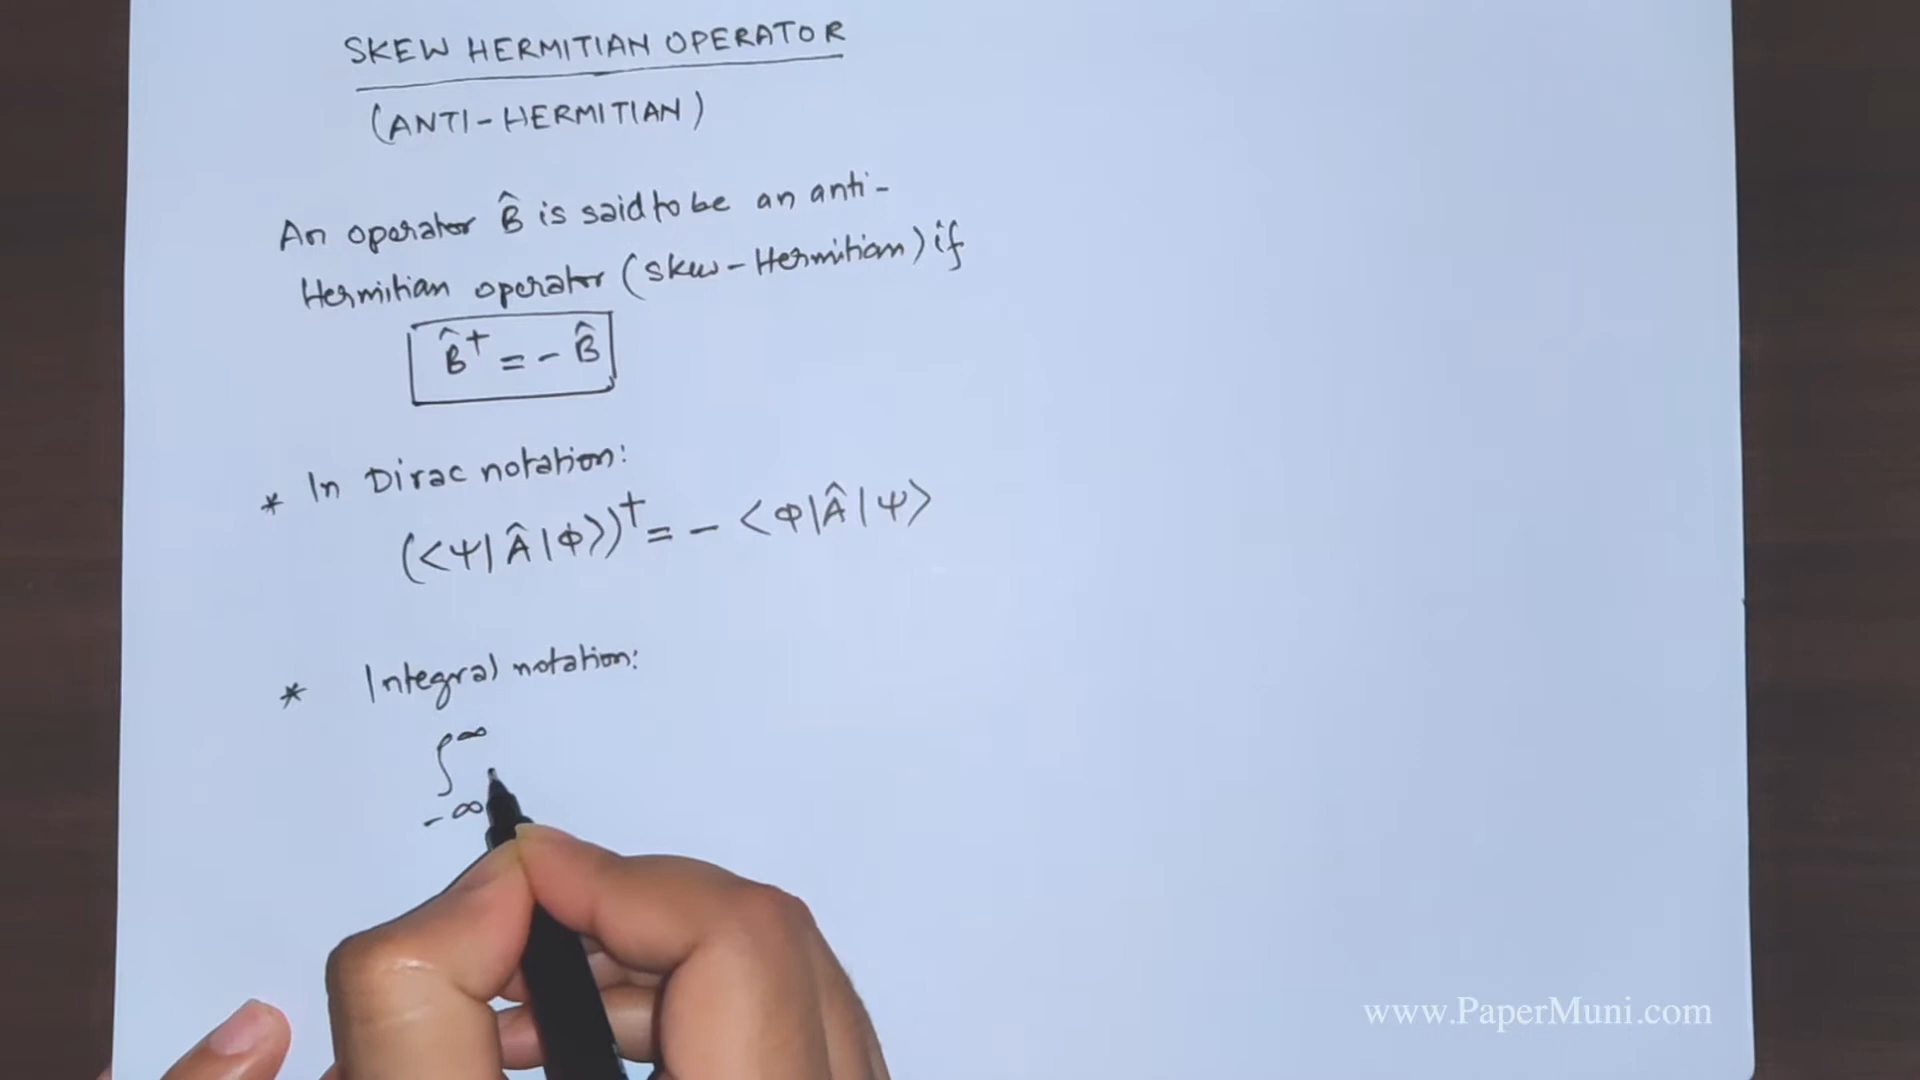 SKEW HERMITIAN OPERATOR
(ANTI-HERMITIAN)
An operator B̂ is said to be an anti-
Hermitian operator (skew-Hermitian) if
B̂† = - B̂
* In Dirac notation:
(<Ψ|Â|Φ>)† = - <Φ|Â|Ψ>
* Integral notation:
∫ ∞
-∞
www.PaperMuni.com